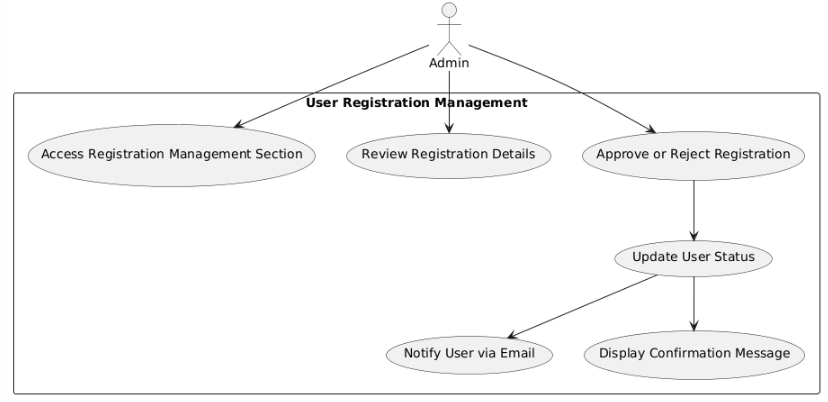 Admin
User Registration Management
Access Registration Management Section
Review Registration Details
Approve or Reject Registration
Update User Status
Notify User via Email
Display Confirmation Message